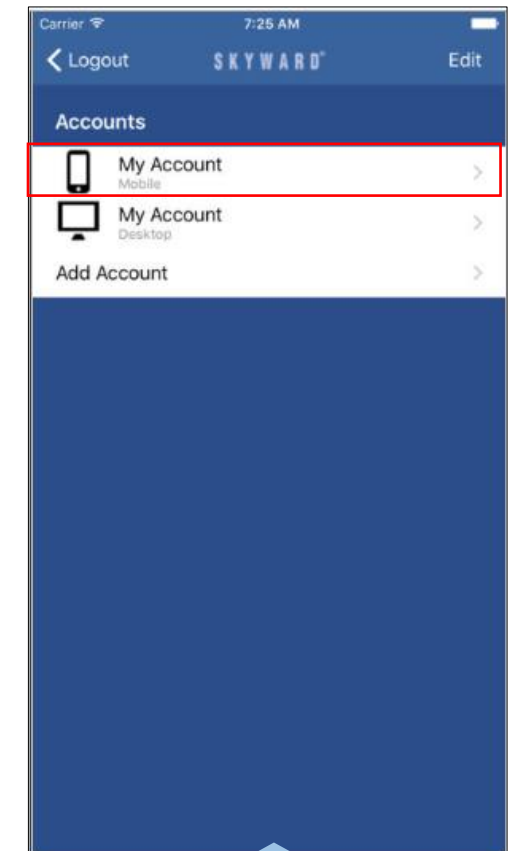 Carrier 7:25 AM
Logout SKYWARD® Edit
Accounts
My Account
Mobile
My Account
Desktop
Add Account